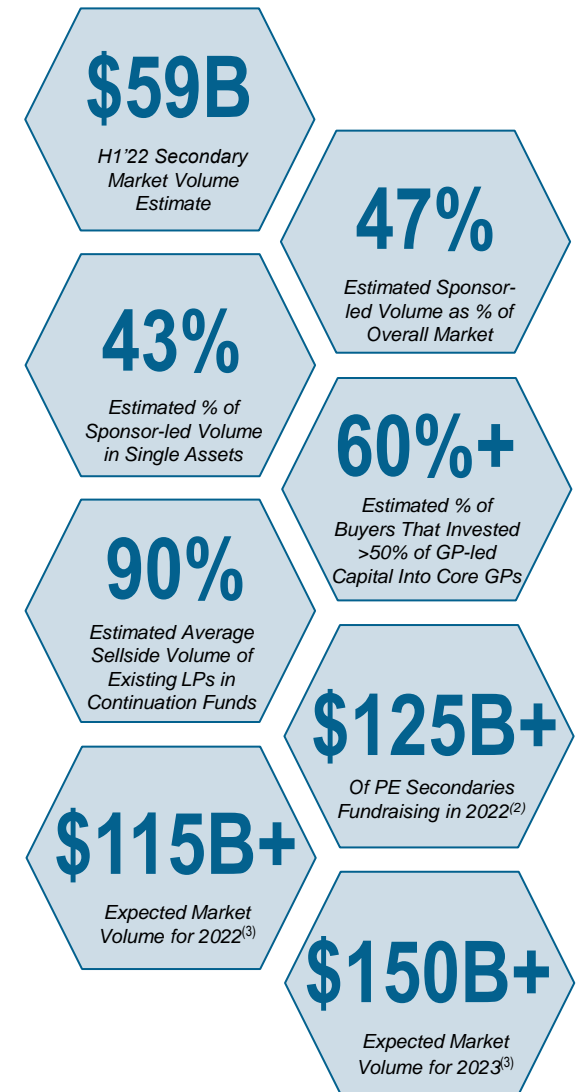 $59B
H1'22 Secondary
Market Volume
Estimate
47%
Estimated Sponsor-
led Volume as % of
Overall Market
43%
Estimated % of
Sponsor-led Volume
in Single Assets
60%+
Estimated % of
Buyers That Invested
>50% of GP-led
Capital Into Core GPs
90%
Estimated Average
Sellside Volume of
Existing LPs in
Continuation Funds
$125B+
Of PE Secondaries
Fundraising in 2022(2)
$115B+
Expected Market
Volume for 2022(3)
$150B+
Expected Market
Volume for 2023(3)